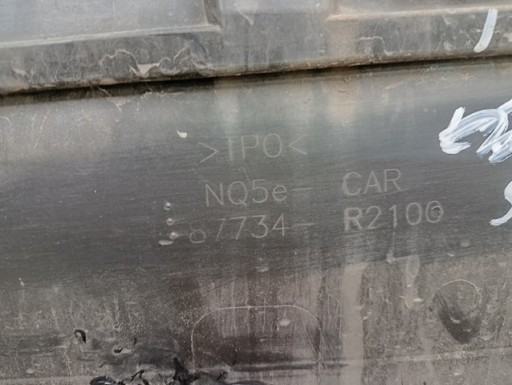 >TPO<
NQ5e- CAR
87734- R2100